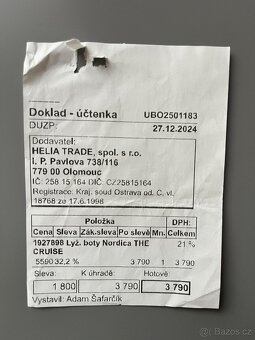 Doklad - účtenka UBO2501183
DUZP: 27.12.2024
Dodavatel:
HELIA TRADE, spol. s r.o.
I. P. Pavlova 738/116
779 00 Olomouc
IČ: 258 15 164 DIČ: CZ25815164
Registrace: Kraj. soud Ostrava od. C, vl.
18768 ze 17.6.1998
Položka DPH:
Cena Sleva Zák.sleva Po slevě Mn. Celkem
1927898 Lyž. boty Nordica THE 21 %
CRUISE
5590 32,2 % 3 790 1 3 790
Sleva: K úhradě: Hotově:
1 800 3 790 3 790
Vystavil: Adam Šafarčík
sbazar.cz